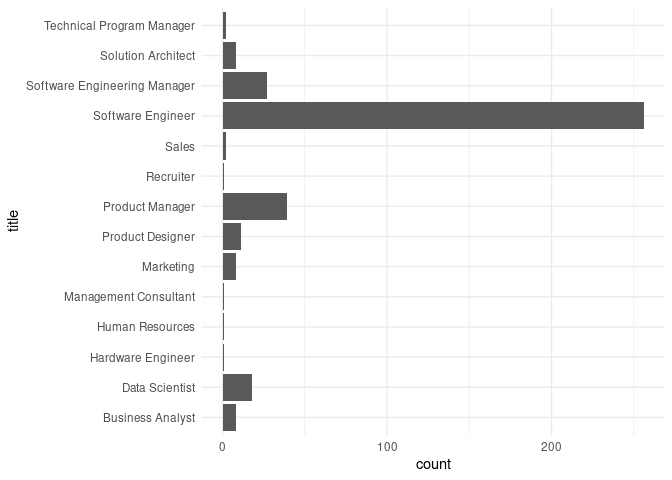 Technical Program Manager
Solution Architect
Software Engineering Manager
Software Engineer
Sales
Recruiter
Product Manager
Product Designer
Marketing
Management Consultant
Human Resources
Hardware Engineer
Data Scientist
Business Analyst
title
0 100 200
count